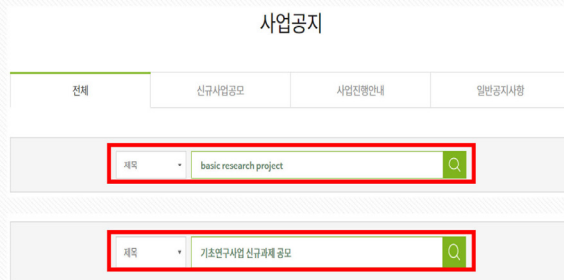 사업공지
전체 신규사업공모 사업진행안내 일반공지사항
제목 basic research project
제목 기초연구사업 신규과제 공모